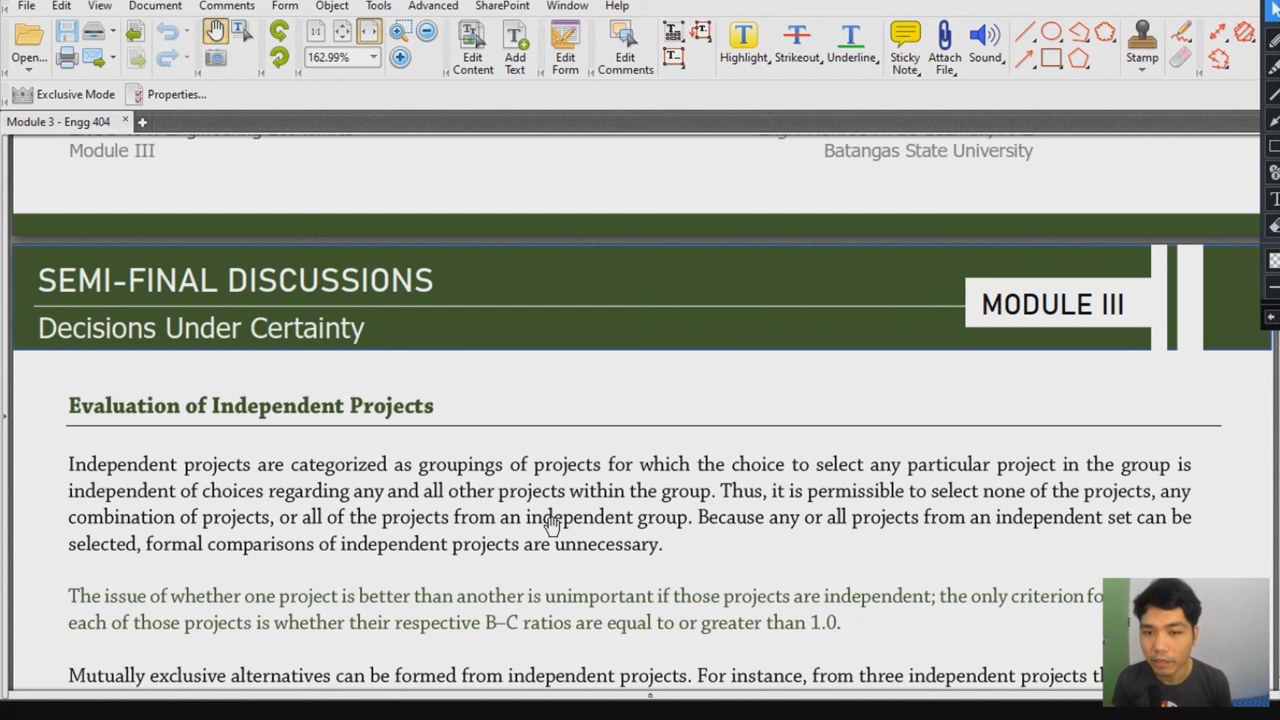 File Edit View Document Comments Form Object Tools Advanced SharePoint Window Help
Open...
162.99%
1:1
Edit Content
Add Text
Edit Form
Edit Comments
Highlight
Strikeout
Underline
Sticky Note
Attach File
Sound
Stamp
Exclusive Mode Properties...
Module 3 - Engg 404
Module III Batangas State University
SEMI-FINAL DISCUSSIONS
MODULE III
Decisions Under Certainty
Evaluation of Independent Projects
Independent projects are categorized as groupings of projects for which the choice to select any particular project in the group is
independent of choices regarding any and all other projects within the group. Thus, it is permissible to select none of the projects, any
combination of projects, or all of the projects from an independent group. Because any or all projects from an independent set can be
selected, formal comparisons of independent projects are unnecessary.
The issue of whether one project is better than another is unimportant if those projects are independent; the only criterion
each of those projects is whether their respective B–C ratios are equal to or greater than 1.0.
Mutually exclusive alternatives can be formed from independent projects. For instance, from three independent projects